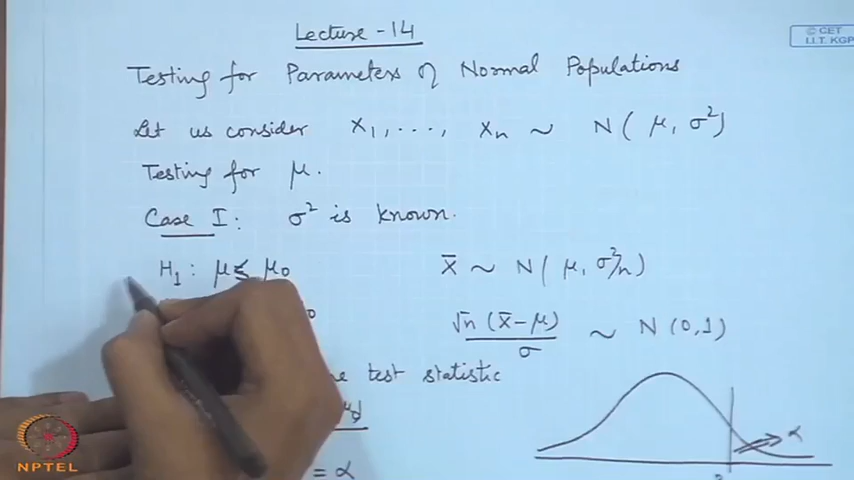 Lecture - 14
© CET
I.I.T. KGP
Testing for Parameters of Normal Populations
Let us consider X₁, ..., Xₙ ~ N( μ, σ²)
Testing for μ.
Case I: σ² is known.
H₁ : μ ≤ μ₀
X̄ ~ N( μ, σ²/n)
√n (X̄-μ)/σ ~ N(0,1)
test statistic
= α
α
NPTEL